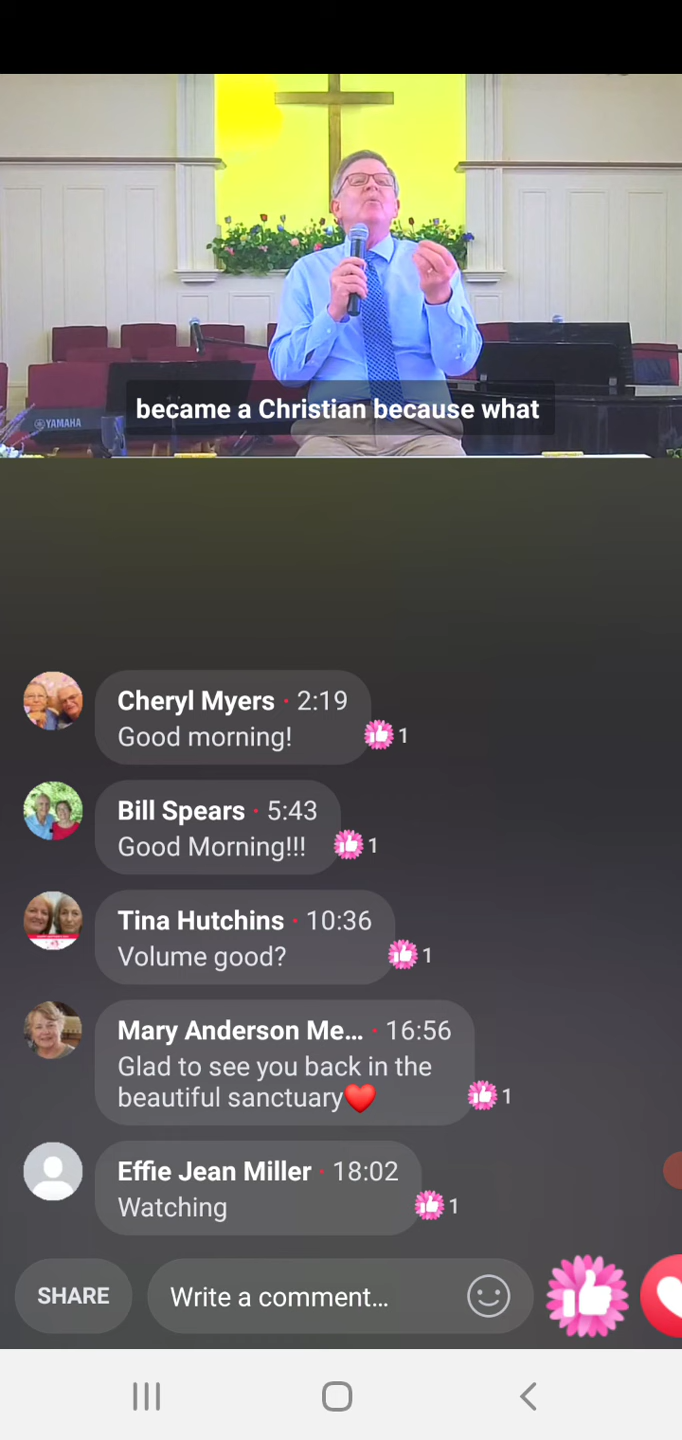 became a Christian because what
YAMAHA
Cheryl Myers · 2:19
Good morning!
1
Bill Spears · 5:43
Good Morning!!!
1
Tina Hutchins · 10:36
Volume good?
1
Mary Anderson Me... · 16:56
Glad to see you back in the
beautiful sanctuary❤️
1
Effie Jean Miller · 18:02
Watching
1
SHARE
Write a comment...